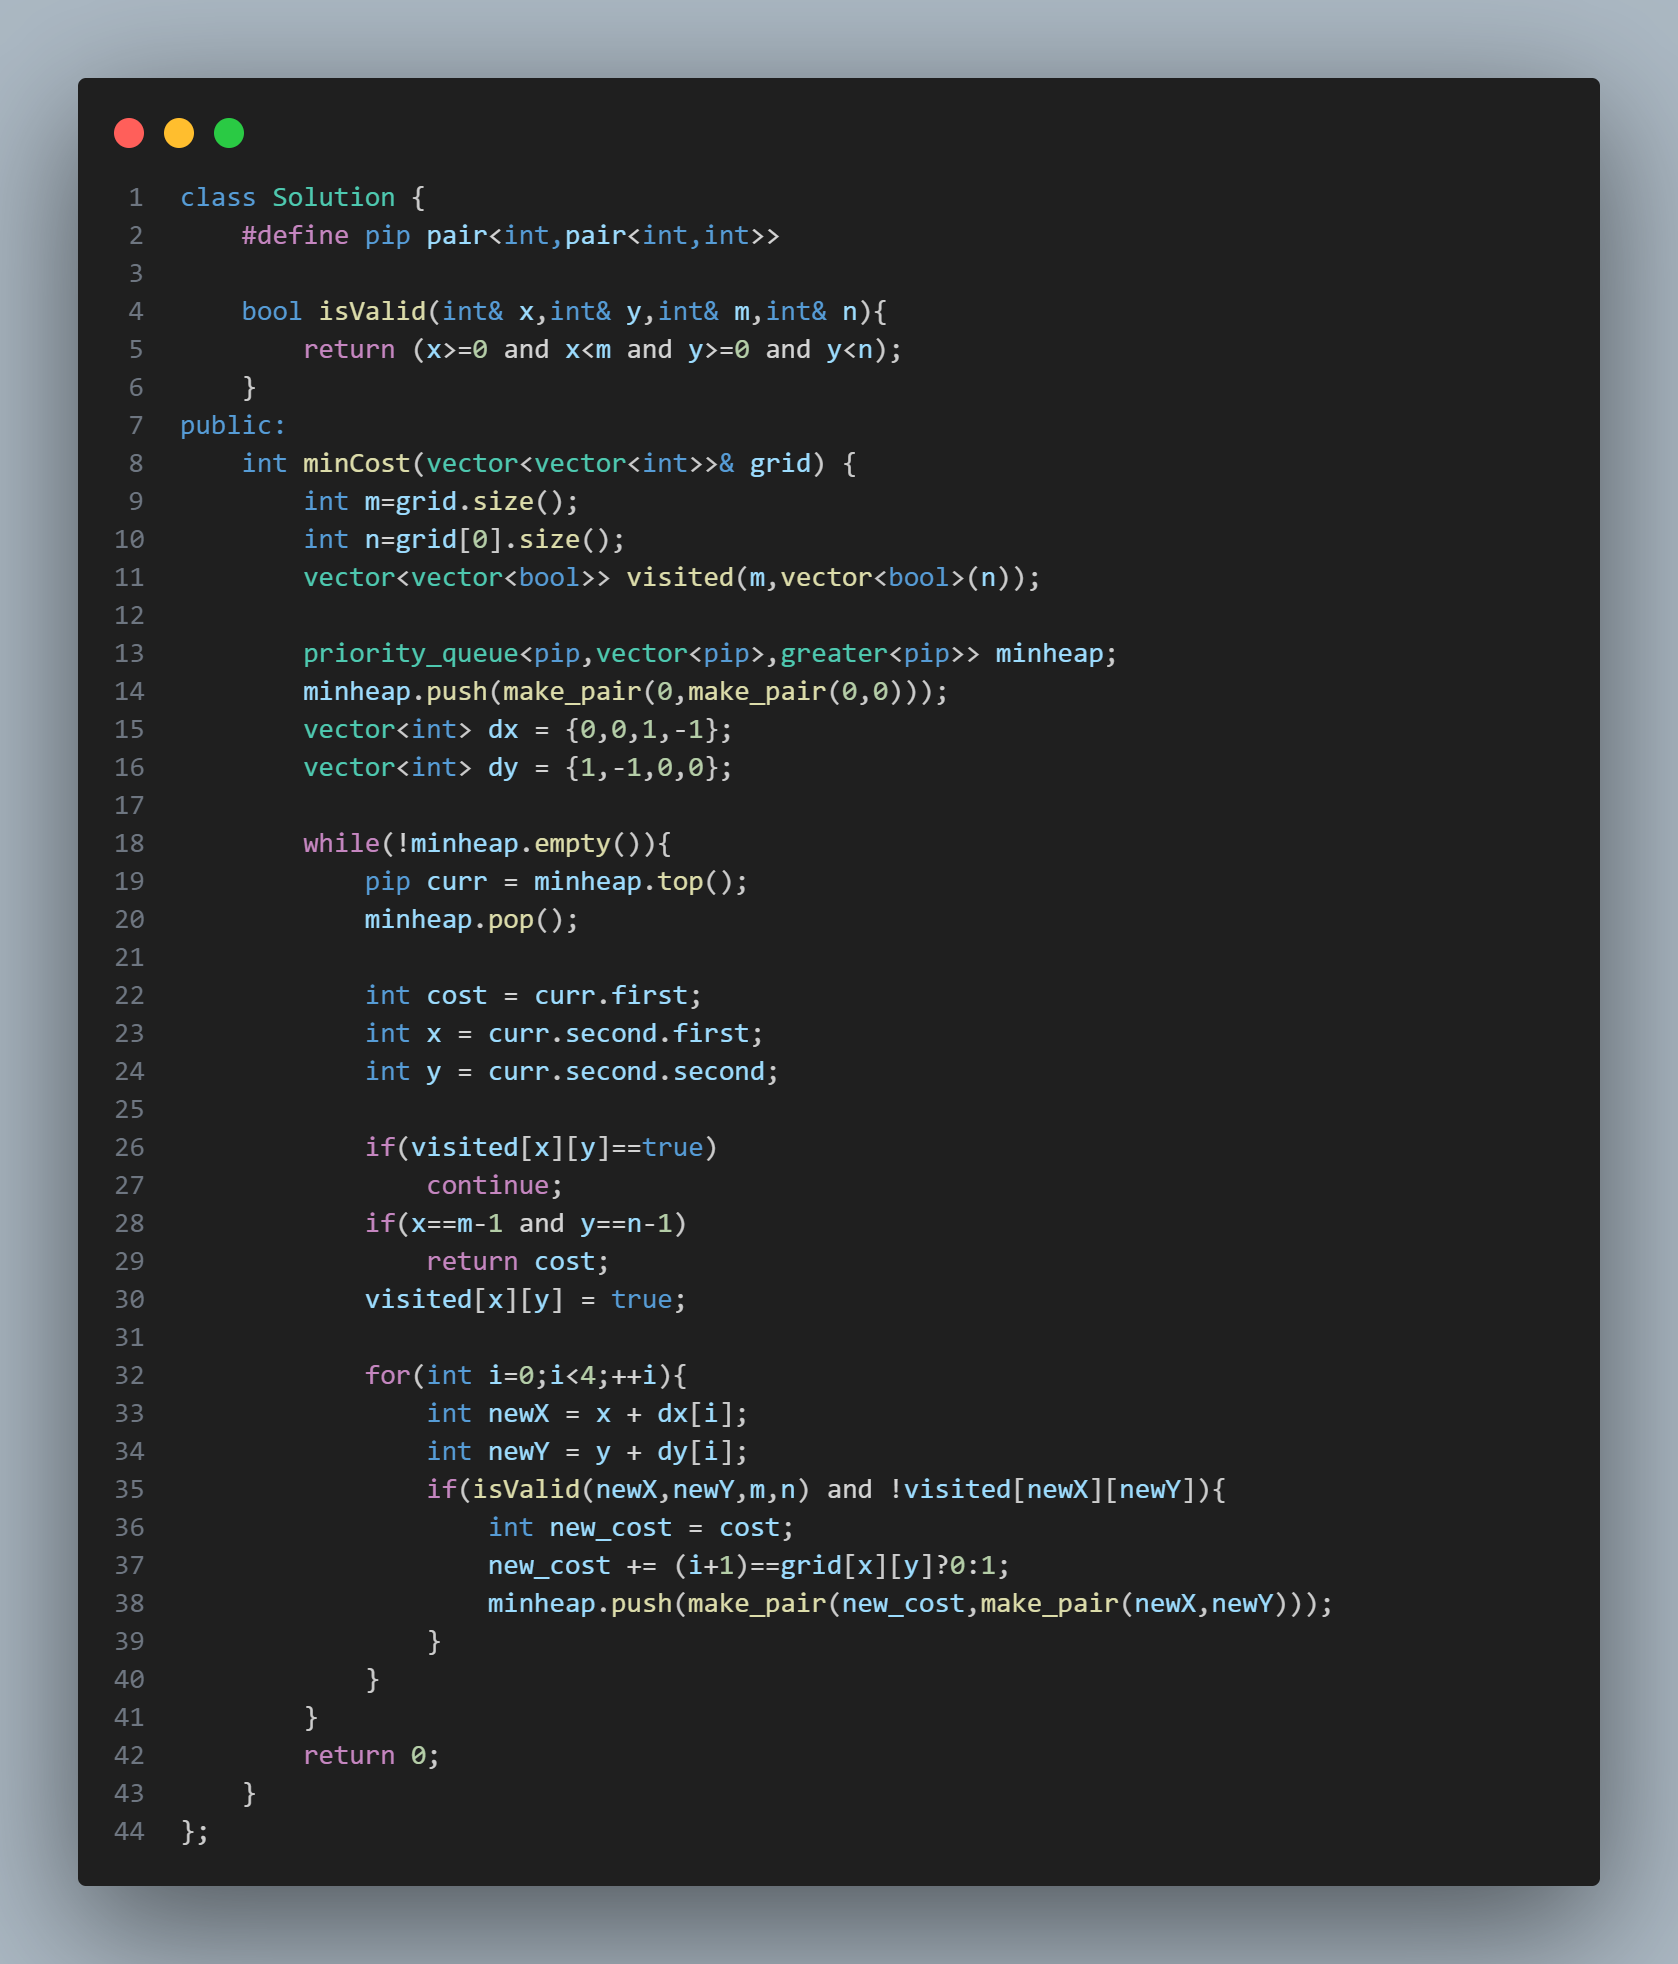 1 class Solution {
2     #define pip pair<int,pair<int,int>>
3
4     bool isValid(int& x,int& y,int& m,int& n){
5         return (x>=0 and x<m and y>=0 and y<n);
6     }
7 public:
8     int minCost(vector<vector<int>>& grid) {
9         int m=grid.size();
10         int n=grid[0].size();
11         vector<vector<bool>> visited(m,vector<bool>(n));
12
13         priority_queue<pip,vector<pip>,greater<pip>> minheap;
14         minheap.push(make_pair(0,make_pair(0,0)));
15         vector<int> dx = {0,0,1,-1};
16         vector<int> dy = {1,-1,0,0};
17
18         while(!minheap.empty()){
19             pip curr = minheap.top();
20             minheap.pop();
21
22             int cost = curr.first;
23             int x = curr.second.first;
24             int y = curr.second.second;
25
26             if(visited[x][y]==true)
27                 continue;
28             if(x==m-1 and y==n-1)
29                 return cost;
30             visited[x][y] = true;
31
32             for(int i=0;i<4;++i){
33                 int newX = x + dx[i];
34                 int newY = y + dy[i];
35                 if(isValid(newX,newY,m,n) and !visited[newX][newY]){
36                     int new_cost = cost;
37                     new_cost += (i+1)==grid[x][y]?0:1;
38                     minheap.push(make_pair(new_cost,make_pair(newX,newY)));
39                 }
40             }
41         }
42         return 0;
43     }
44 };